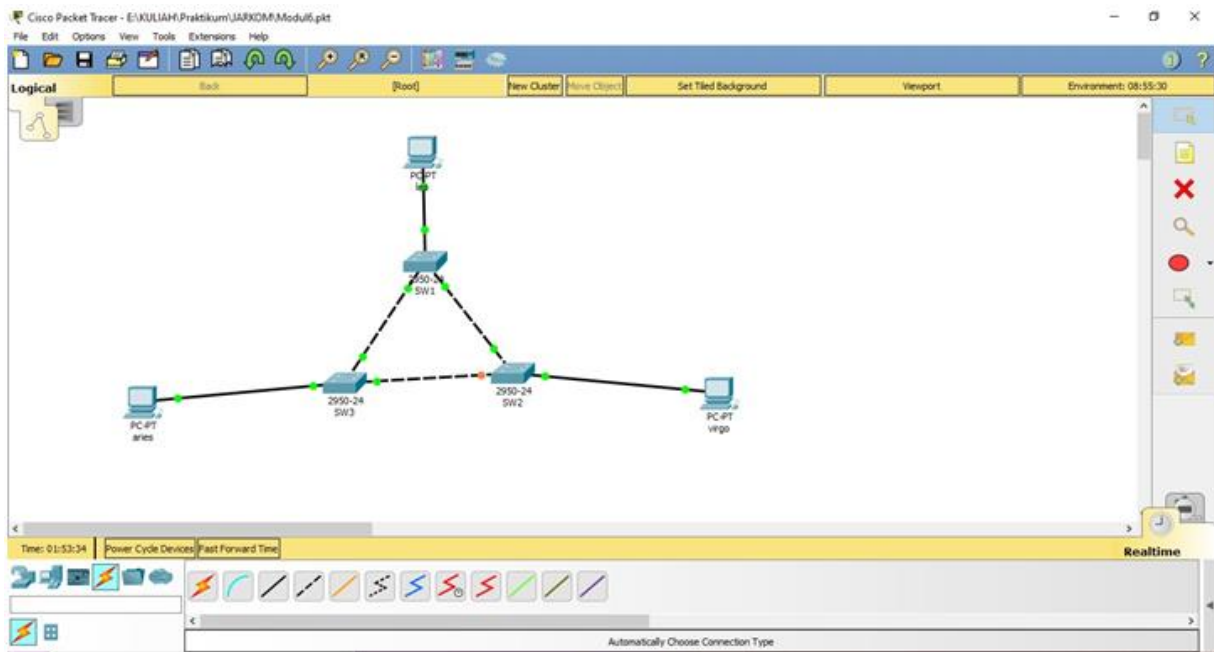 Cisco Packet Tracer - E:\KULIAH\Praktikum\JARKOM\Modul6.pkt
File Edit Options View Tools Extensions Help
Logical Back [Root] New Cluster Move Object Set Tiled Background Viewport Environment: 08:55:30
PC-PT
2950-24
SW1
2950-24
SW3
2950-24
SW2
PC-PT
aries
PC-PT
virgo
Time: 01:53:34 Power Cycle Devices Fast Forward Time Realtime
Automatically Choose Connection Type